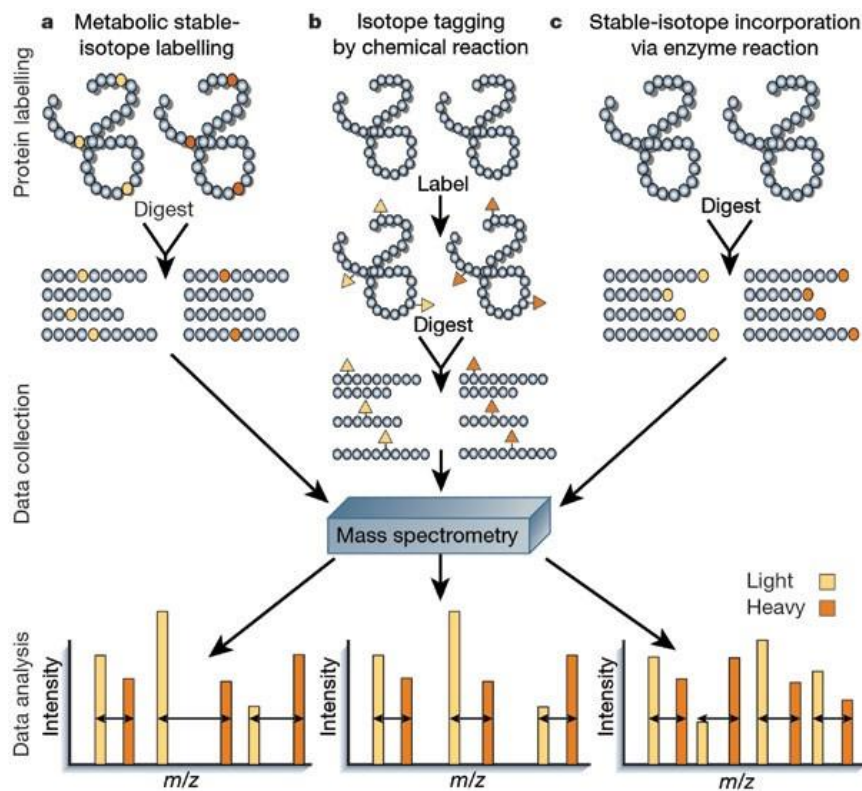 a Metabolic stable-
isotope labelling
b Isotope tagging
by chemical reaction
c Stable-isotope incorporation
via enzyme reaction
Protein labelling
Digest
Label
Digest
Digest
Data collection
Mass spectrometry
Light
Heavy
Data analysis
Intensity
m/z
Intensity
m/z
Intensity
m/z